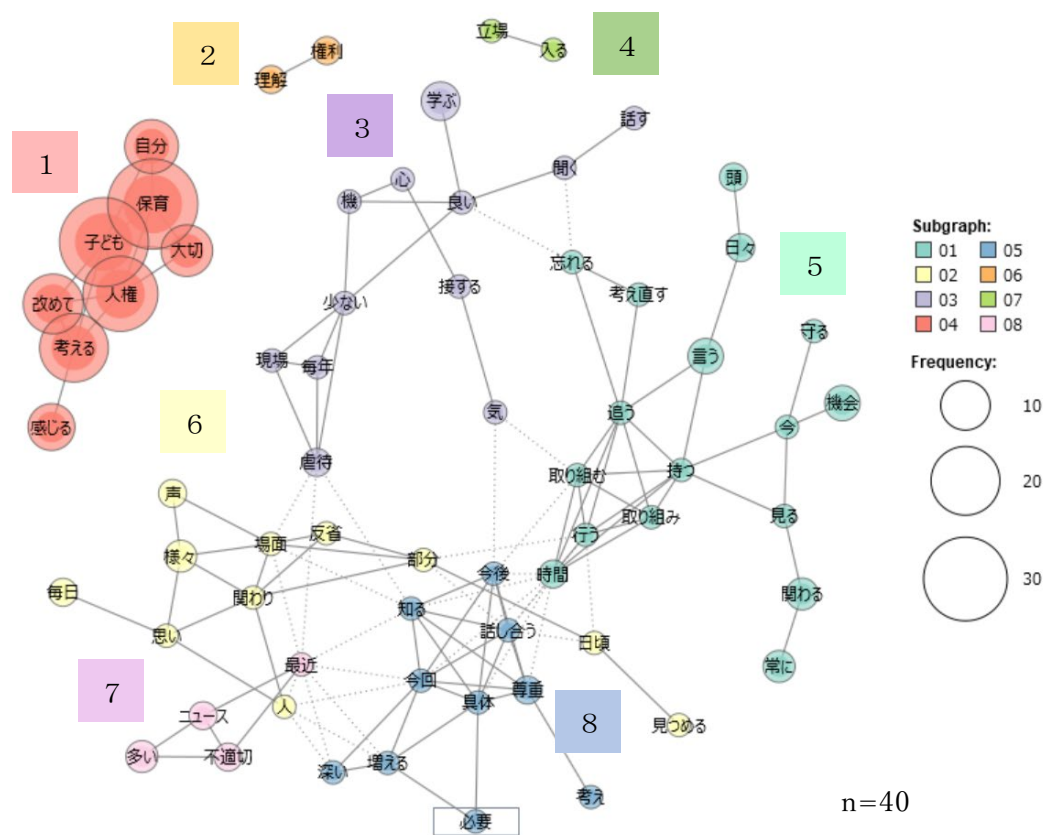 立場
4
入る
2
権利
理解
学ぶ
3
話す
1
自分
保育
子ども
大切
人権
改めて
考える
感じる
心
機
良い
聞く
頭
日々
忘れる
接する
考え直す
5
少ない
現場
毎年
言う
守る
機会
今
追う
気
虐待
取り組む
持つ
取り組み
行う
見る
時間
関わる
常に
6
声
様々
場面
反省
部分
毎日
関わり
思い
人
今後
知る
話し合う
日頃
見つめる
7
最近
ニュース
多い
不適切
今回
具体
尊重
8
深い
増える
考え
必要
Subgraph:
01 05
02 06
03 07
04 08
Frequency:
10
20
30
n=40